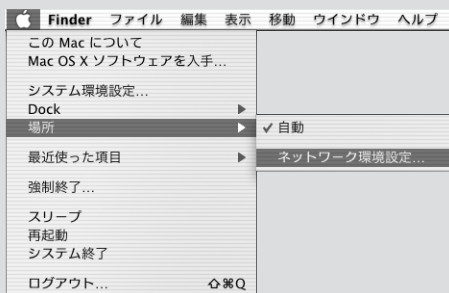 Finder ファイル 編集 表示 移動 ウインドウ ヘルプ
この Mac について
Mac OS X ソフトウェアを入手...
システム環境設定...
Dock
場所
✓自動
ネットワーク環境設定...
最近使った項目
強制終了...
スリープ
再起動
システム終了
ログアウト... ⇧⌘Q